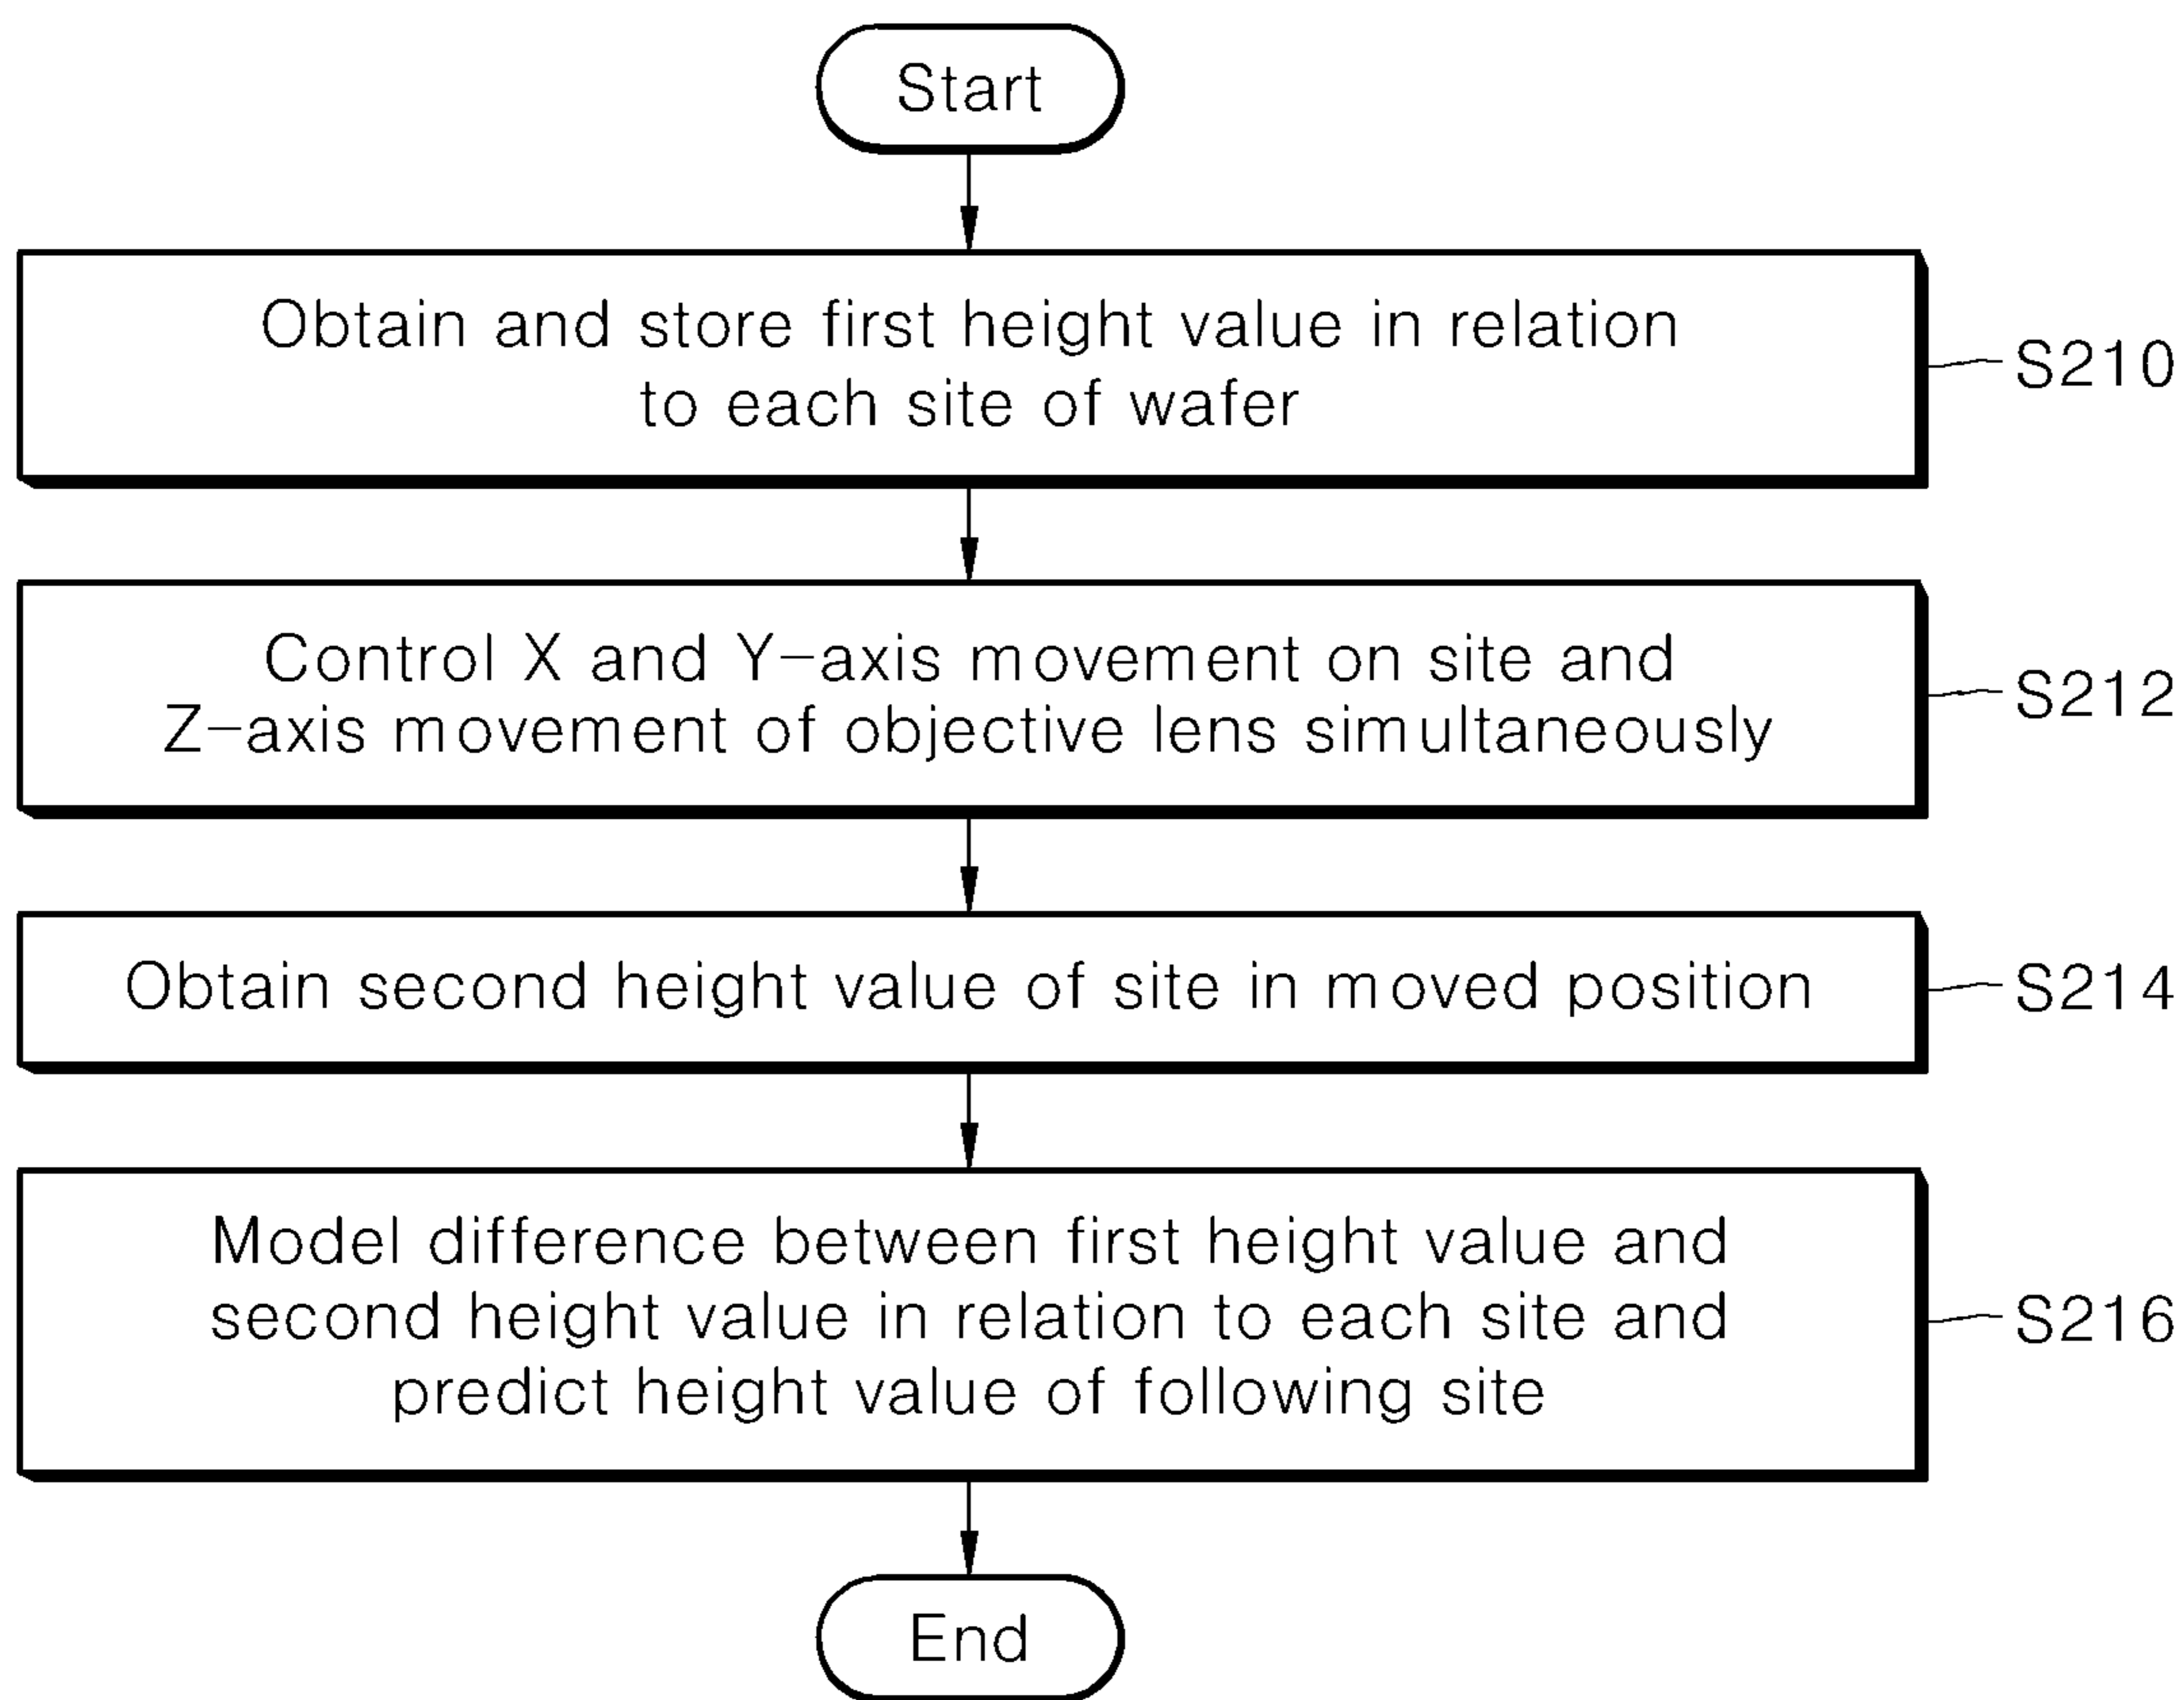 Start
Obtain and store first height value in relation
to each site of wafer
S210
Control X and Y-axis movement on site and
Z-axis movement of objective lens simultaneously
S212
Obtain second height value of site in moved position
S214
Model difference between first height value and
second height value in relation to each site and
predict height value of following site
S216
End